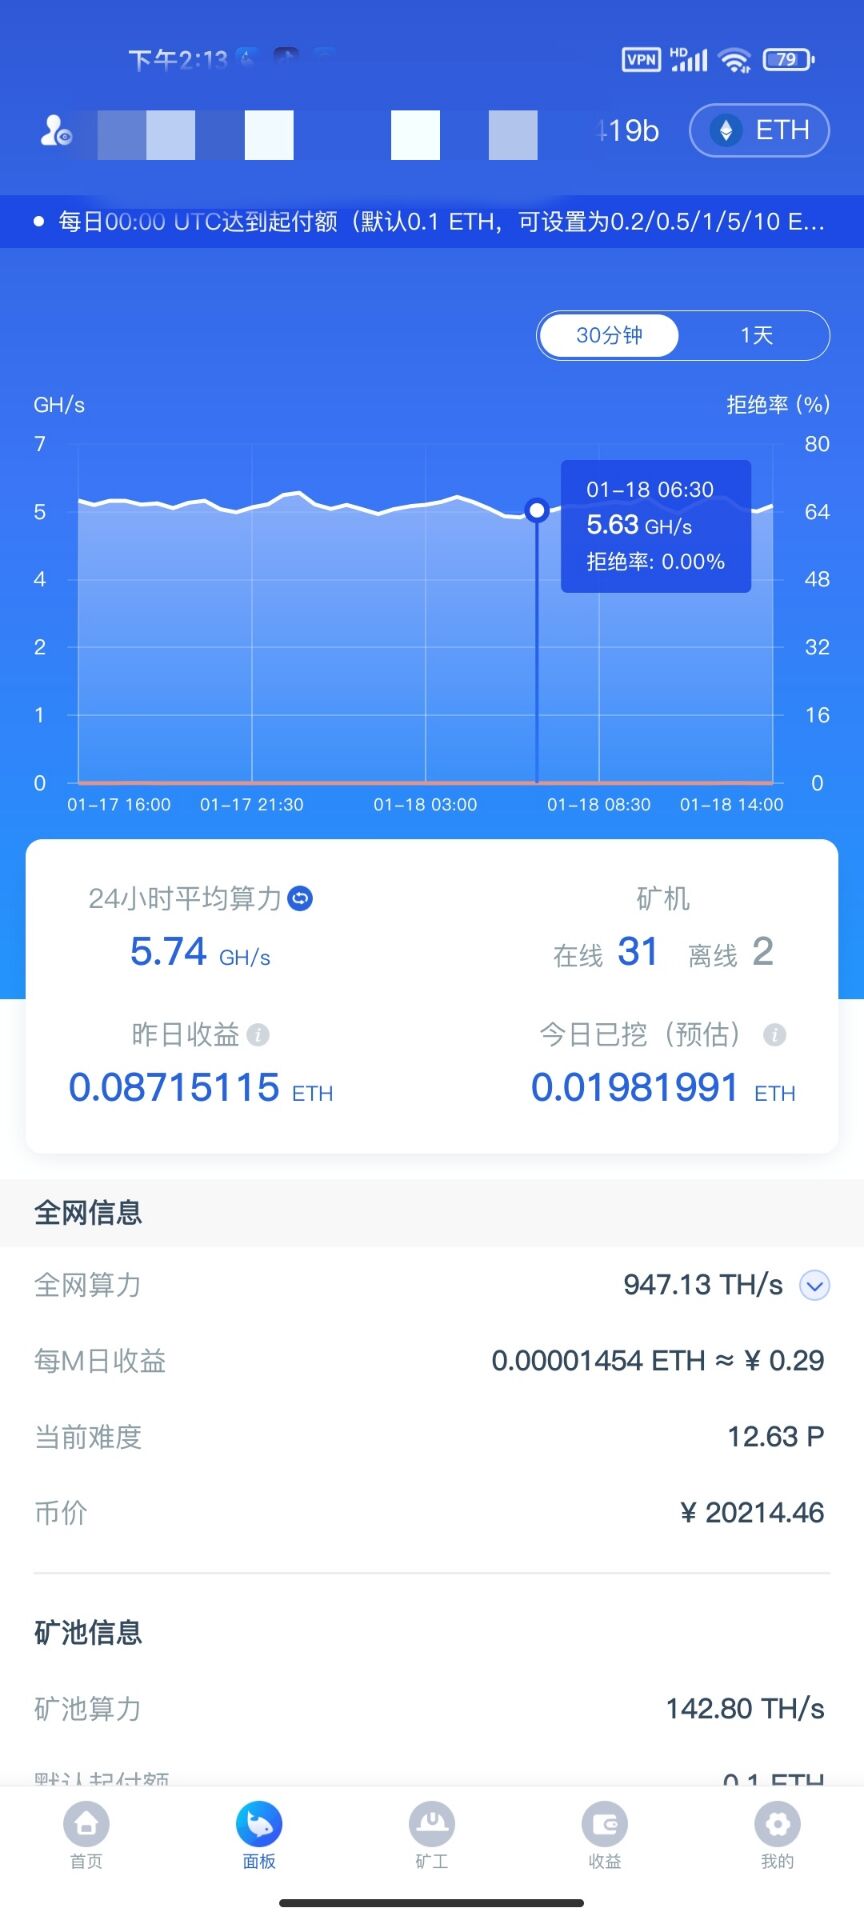 下午2:13 VPN HD 79
419b ETH
每日00:00 UTC达到起付额（默认0.1 ETH，可设置为0.2/0.5/1/5/10 E...
30分钟 1天
GH/s 拒绝率 (%)
7 80
01-18 06:30
5 64
5.63 GH/s
拒绝率: 0.00%
4 48
2 32
1 16
0 0
01-17 16:00 01-17 21:30 01-18 03:00 01-18 08:30 01-18 14:00
24小时平均算力 矿机
5.74 GH/s 在线 31 离线 2
昨日收益 今日已挖（预估）
0.08715115 ETH 0.01981991 ETH
全网信息
全网算力 947.13 TH/s
每M日收益 0.00001454 ETH ≈ ¥ 0.29
当前难度 12.63 P
币价 ¥ 20214.46
矿池信息
矿池算力 142.80 TH/s
默认起付额 0.1 ETH
首页 面板 矿工 收益 我的